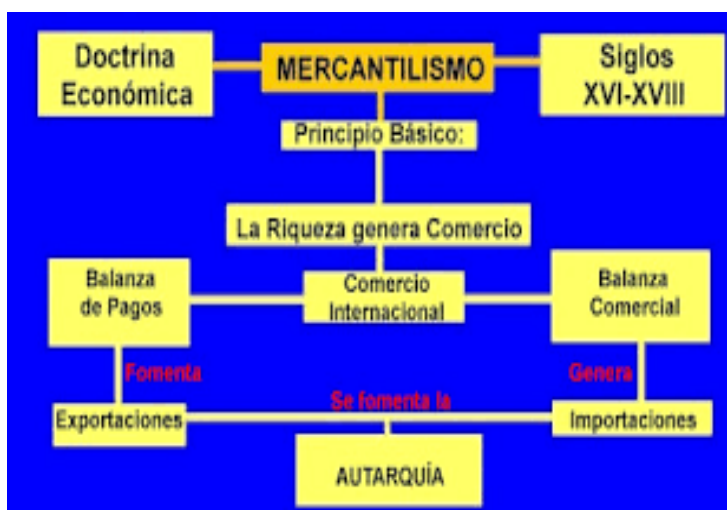 Doctrina
Económica
MERCANTILISMO
Siglos
XVI-XVIII
Principio Básico:
La Riqueza genera Comercio
Balanza
de Pagos
Comercio
Internacional
Balanza
Comercial
Fomenta
Genera
Se fomenta la
Exportaciones
Importaciones
AUTARQUÍA